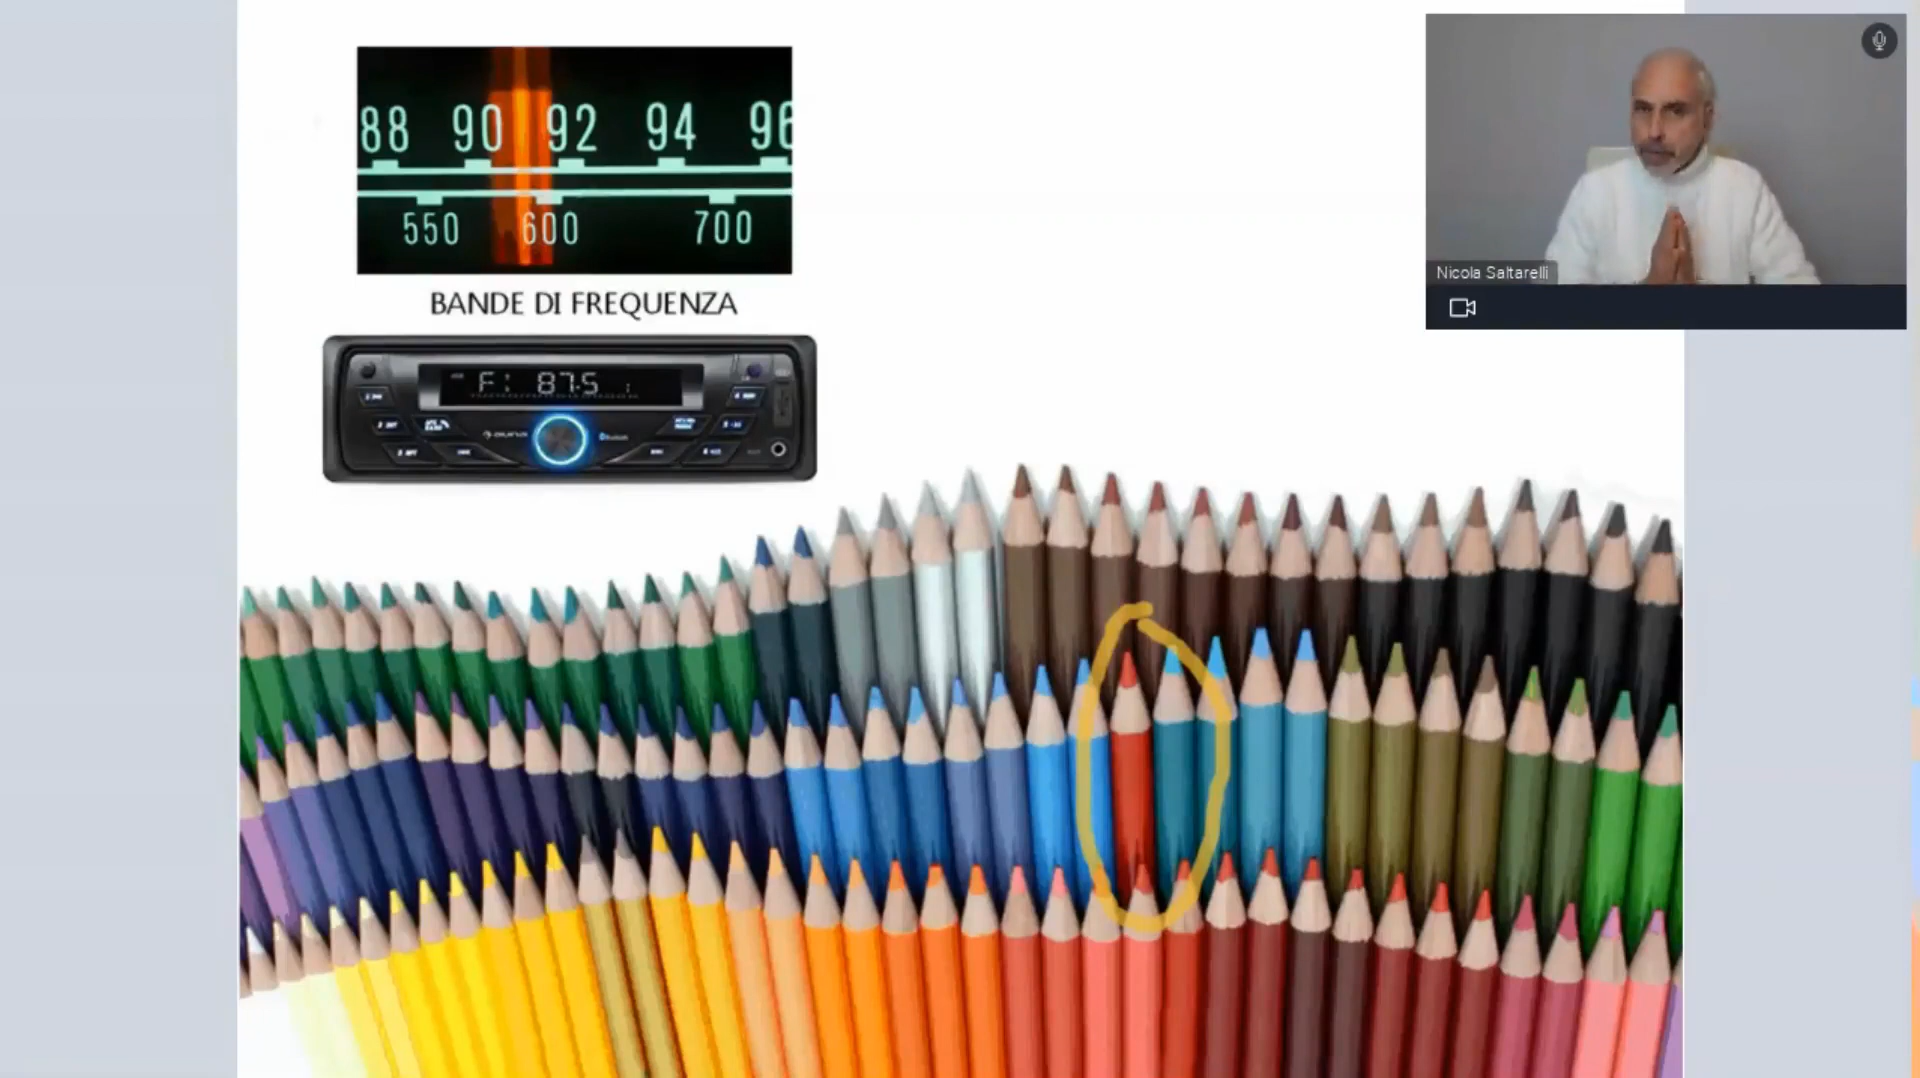 88 90 92 94 96
550 600 700
BANDE DI FREQUENZA
F: 87.5
Nicola Saltarelli